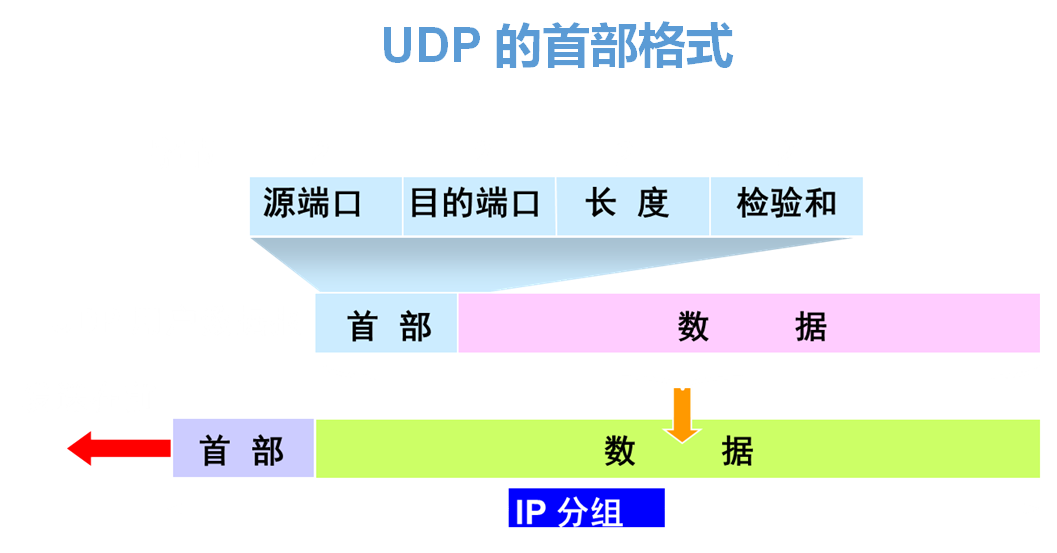 UDP 的首部格式
源端口 目的端口 长 度 检验和
首 部 数 据
首 部 数 据
IP 分组